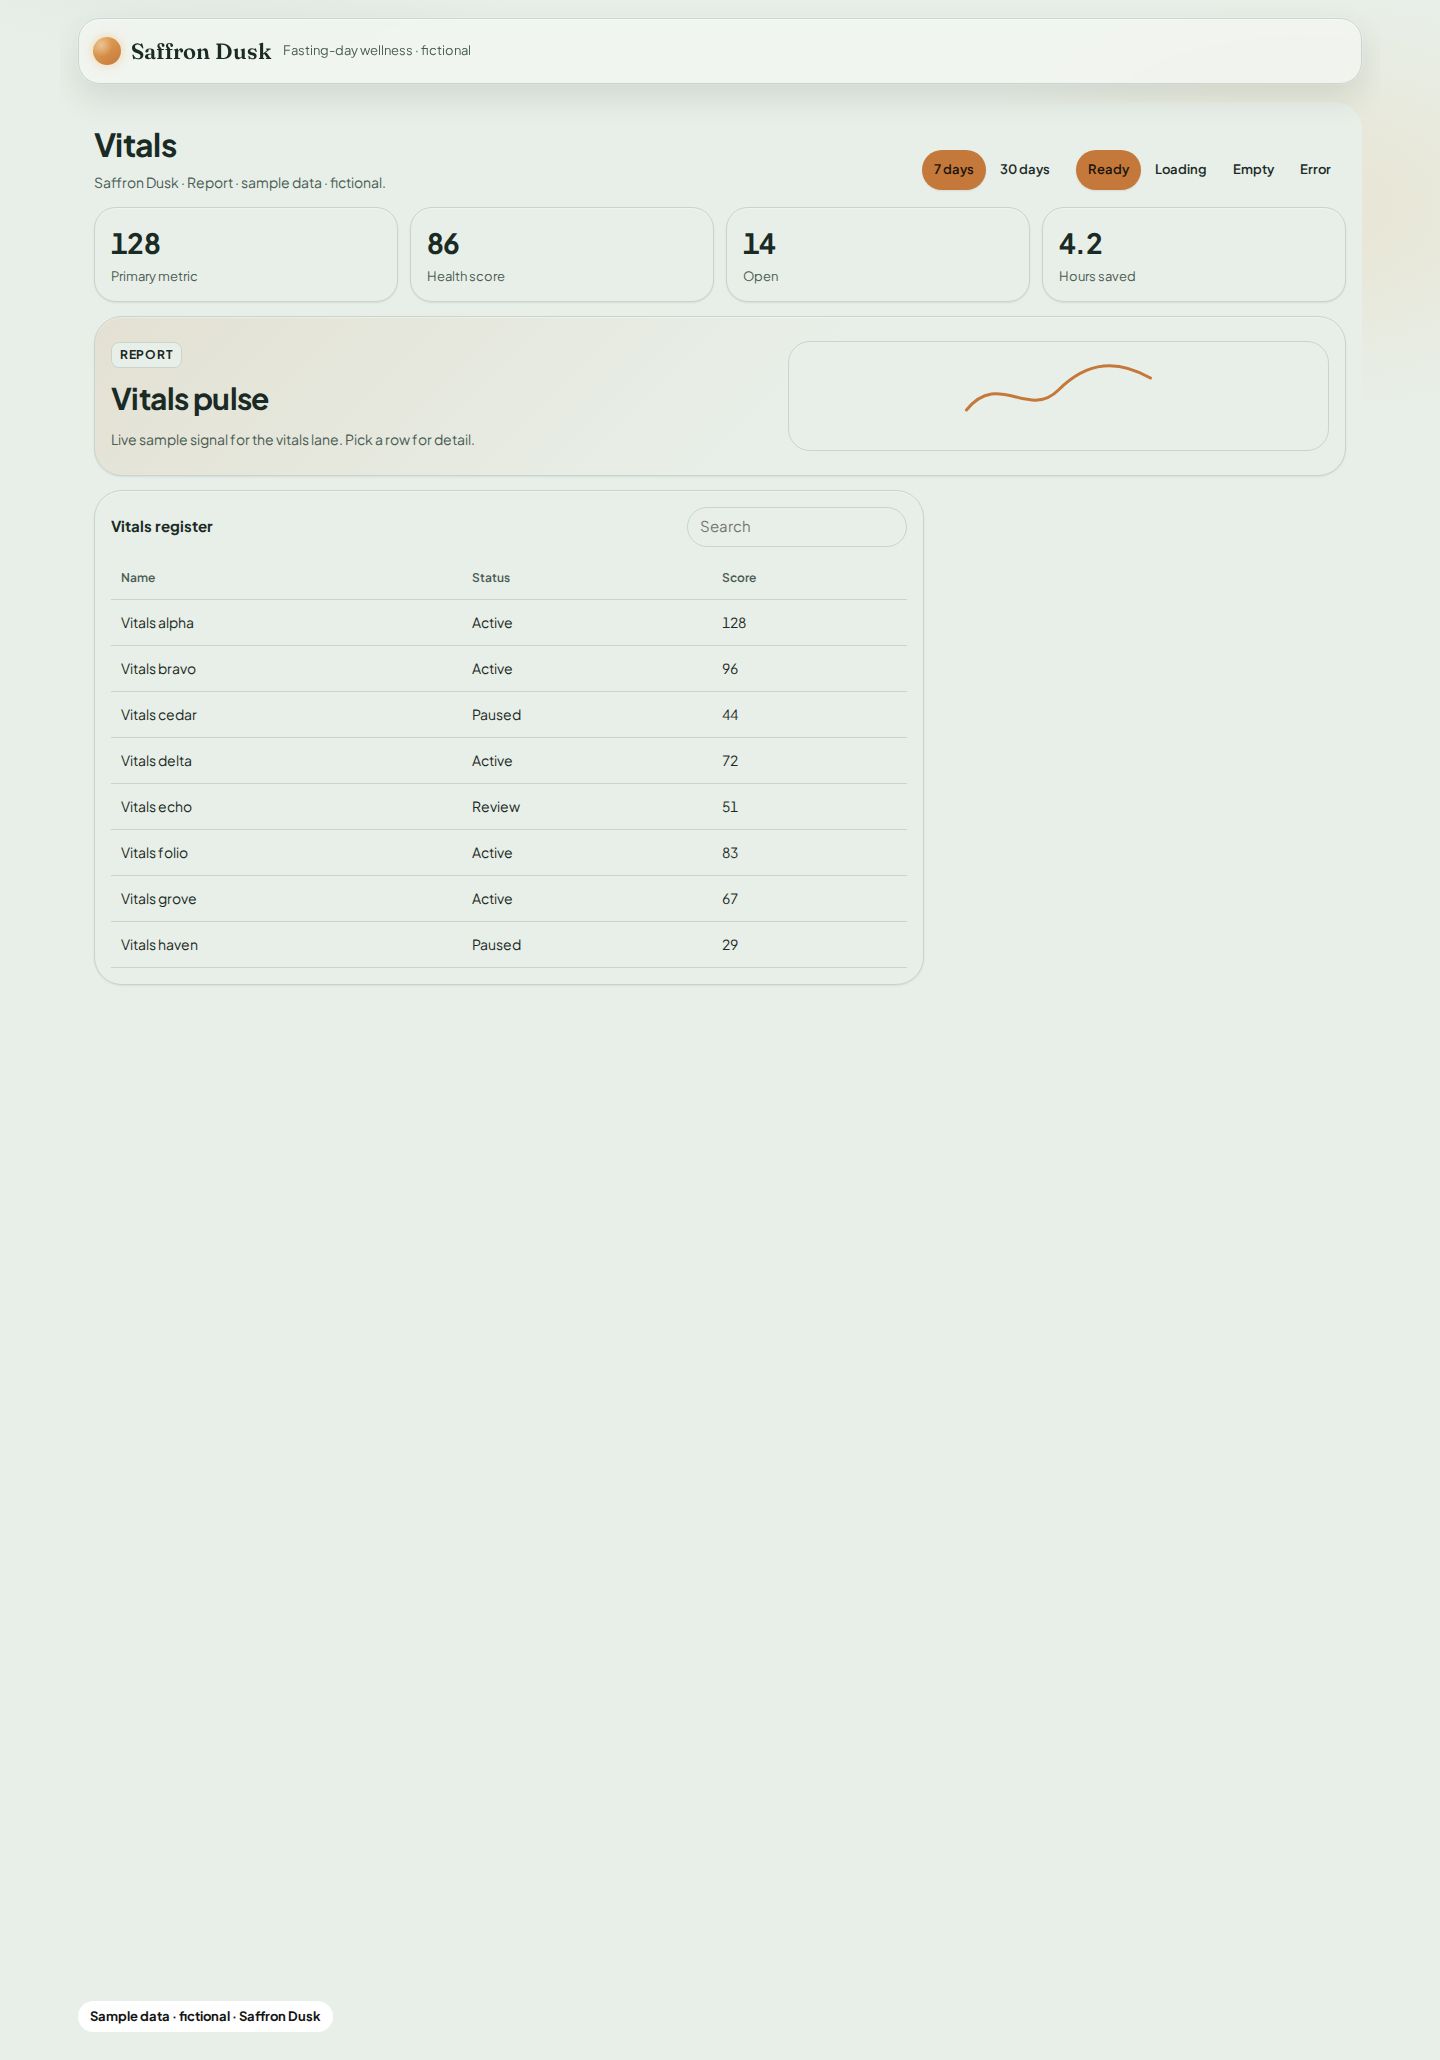 Saffron Dusk Fasting-day wellness · fictional
Vitals
Saffron Dusk · Report · sample data · fictional.
7 days 30 days Ready Loading Empty Error
128 86 14 4.2
Primary metric Health score Open Hours saved
REPORT
Vitals pulse
Live sample signal for the vitals lane. Pick a row for detail.
Vitals register Search
Name Status Score
Vitals alpha Active 128
Vitals bravo Active 96
Vitals cedar Paused 44
Vitals delta Active 72
Vitals echo Review 51
Vitals folio Active 83
Vitals grove Active 67
Vitals haven Paused 29
Sample data · fictional · Saffron Dusk